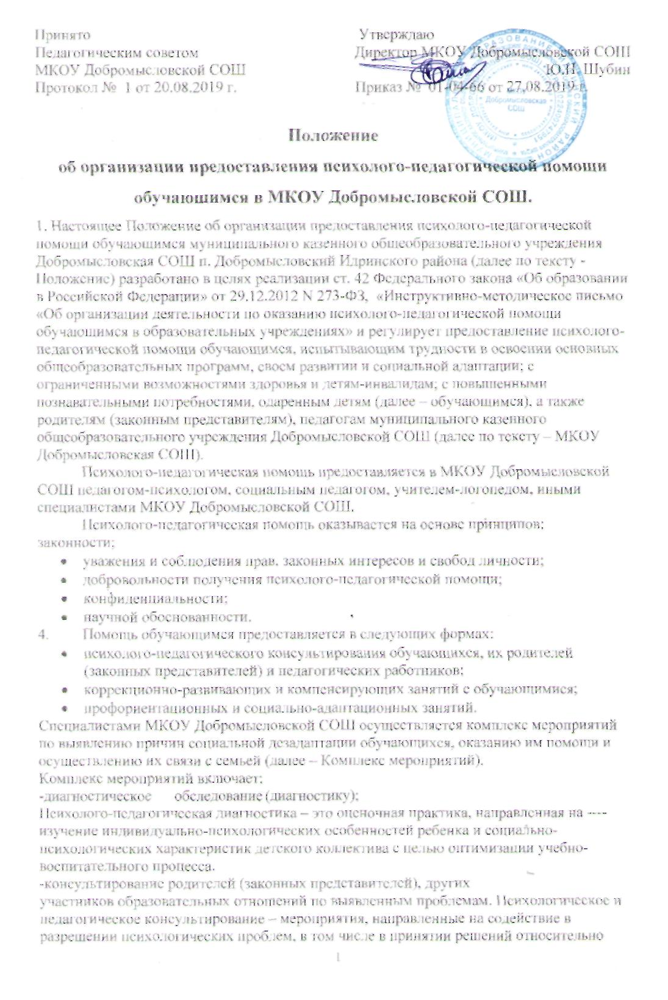 Принято Утверждаю
Педагогическим советом Директор МКОУ Добромысловской СОШ
МКОУ Добромысловской СОШ Ю.Н. Шубин
Протокол № 1 от 20.08.2019 г. Приказ № 01-04-66 от 27.08.2019 г.
Добромысловская
СОШ
Положение
об организации предоставления психолого-педагогической помощи
обучающимся в МКОУ Добромысловской СОШ.
1. Настоящее Положение об организации предоставления психолого-педагогической
помощи обучающимся муниципального казенного общеобразовательного учреждения
Добромысловская СОШ п. Добромысловский Идринского района (далее по тексту -
Положение) разработано в целях реализации ст. 42 Федерального закона «Об образовании
в Российской Федерации» от 29.12.2012 N 273-ФЗ, «Инструктивно-методическое письмо
«Об организации деятельности по оказанию психолого-педагогической помощи
обучающимся в образовательных учреждениях» и регулирует предоставление психолого-
педагогической помощи обучающимся, испытывающим трудности в освоении основных
общеобразовательных программ, своем развитии и социальной адаптации; с
ограниченными возможностями здоровья и детям-инвалидам; с повышенными
познавательными потребностями, одаренным детям (далее – обучающимся), а также
родителям (законным представителям), педагогам муниципального казенного
общеобразовательного учреждения Добромысловской СОШ (далее по тексту – МКОУ
Добромысловская СОШ).
Психолого-педагогическая помощь предоставляется в МКОУ Добромысловской
СОШ педагогом-психологом, социальным педагогом, учителем-логопедом, иными
специалистами МКОУ Добромысловской СОШ.
Психолого-педагогическая помощь оказывается на основе принципов:
законности;
• уважения и соблюдения прав, законных интересов и свобод личности;
• добровольности получения психолого-педагогической помощи;
• конфиденциальности;
• научной обоснованности.
4. Помощь обучающимся предоставляется в следующих формах:
• психолого-педагогического консультирования обучающихся, их родителей
(законных представителей) и педагогических работников;
• коррекционно-развивающих и компенсирующих занятий с обучающимися;
• профориентационных и социально-адаптационных занятий.
Специалистами МКОУ Добромысловской СОШ осуществляется комплекс мероприятий
по выявлению причин социальной дезадаптации обучающихся, оказанию им помощи и
осуществлению их связи с семьей (далее – Комплекс мероприятий).
Комплекс мероприятий включает:
-диагностическое обследование (диагностику);
Психолого-педагогическая диагностика – это оценочная практика, направленная на ----
изучение индивидуально-психологических особенностей ребенка и социально-
психологических характеристик детского коллектива с целью оптимизации учебно-
воспитательного процесса.
-консультирование родителей (законных представителей), других
участников образовательных отношений по выявленным проблемам. Психологическое и
педагогическое консультирование – мероприятия, направленные на содействие в
разрешении психологических проблем, в том числе в принятии решений относительно
1